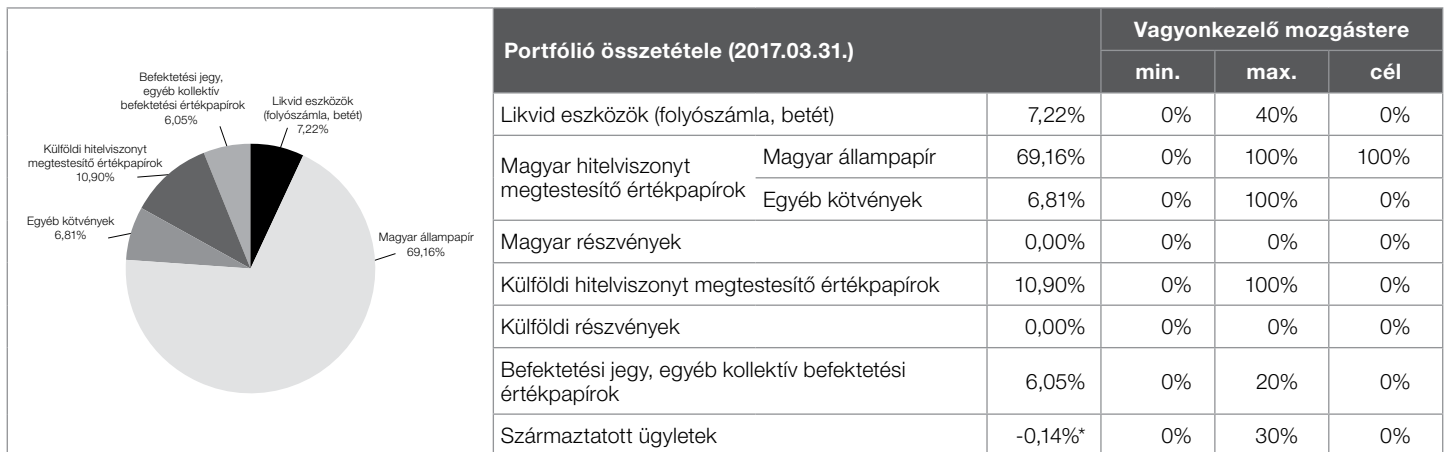 Befektetési jegy,
egyéb kollektív
befektetési értékpapírok
6,05%
Likvid eszközök
(folyószámla, betét)
7,22%
Külföldi hitelviszonyt
megtestesítő értékpapírok
10,90%
Egyéb kötvények
6,81%
Magyar állampapír
69,16%
Portfólió összetétele (2017.03.31.) Vagyonkezelő mozgástere
min. max. cél
Likvid eszközök (folyószámla, betét) 7,22% 0% 40% 0%
Magyar hitelviszonyt
megtestesítő értékpapírok
Magyar állampapír 69,16% 0% 100% 100%
Egyéb kötvények 6,81% 0% 100% 0%
Magyar részvények 0,00% 0% 0% 0%
Külföldi hitelviszonyt megtestesítő értékpapírok 10,90% 0% 100% 0%
Külföldi részvények 0,00% 0% 0% 0%
Befektetési jegy, egyéb kollektív befektetési
értékpapírok 6,05% 0% 20% 0%
Származtatott ügyletek -0,14%* 0% 30% 0%